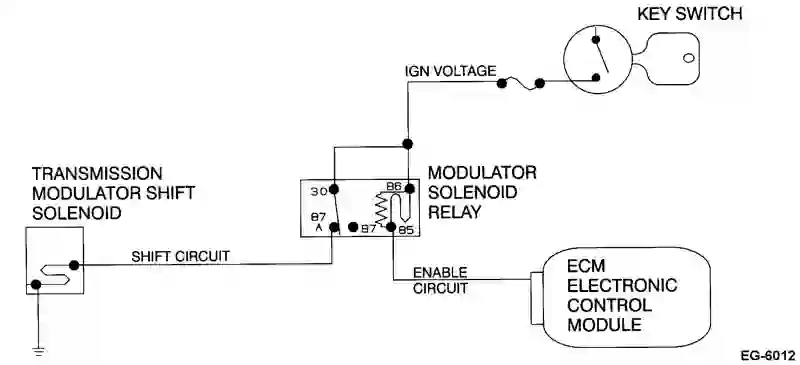 KEY SWITCH
IGN VOLTAGE
TRANSMISSION
MODULATOR SHIFT
SOLENOID
MODULATOR
SOLENOID
RELAY
30
86
87
A
87
85
SHIFT CIRCUIT
ENABLE
CIRCUIT
ECM
ELECTRONIC
CONTROL
MODULE
EG-6012